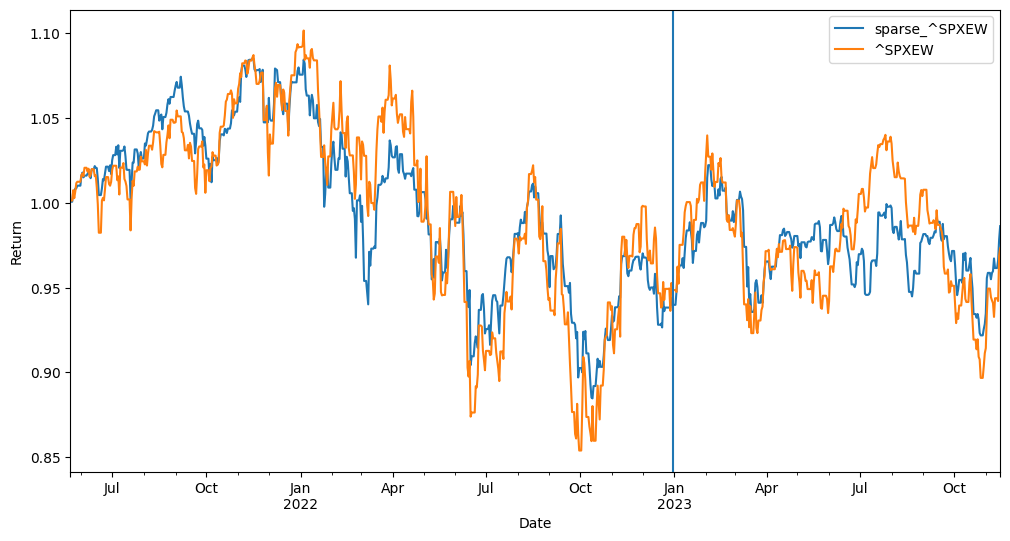 1.10
1.05
1.00
0.95
0.90
0.85
Return
sparse_^SPXEW
^SPXEW
Jul Oct Jan Apr Jul Oct Jan Apr Jul Oct
2022 2023
Date